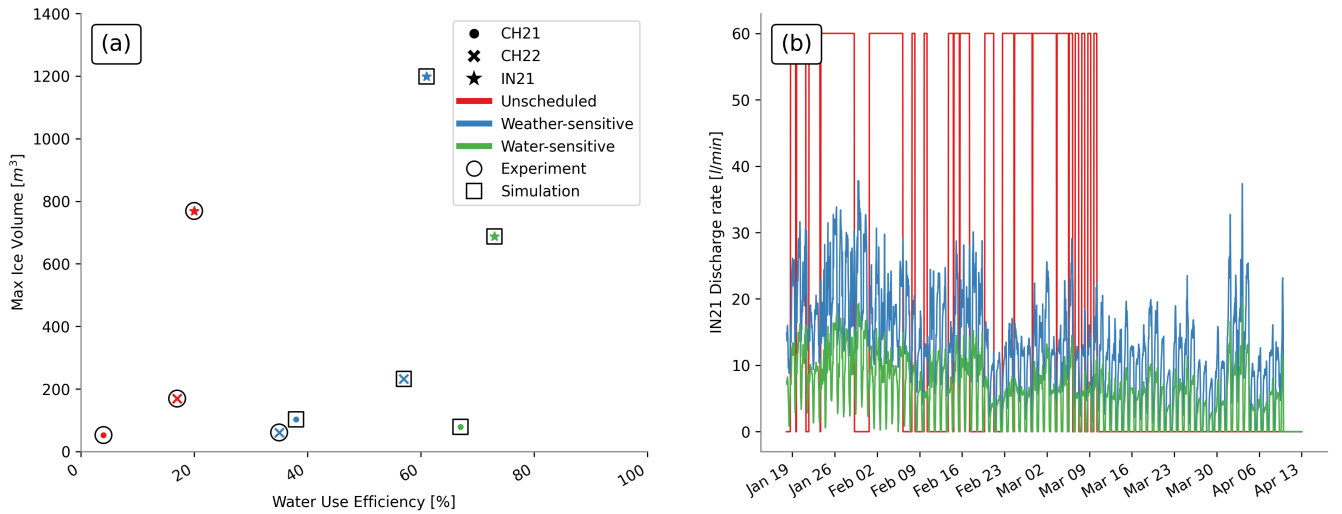 (a)
Max Ice Volume [m³]
1400
1200
1000
800
600
400
200
0
0
20
40
60
80
100
Water Use Efficiency [%]
CH21
CH22
IN21
Unscheduled
Weather-sensitive
Water-sensitive
Experiment
Simulation
(b)
IN21 Discharge rate [l/min]
60
50
40
30
20
10
0
Jan 19
Jan 26
Feb 02
Feb 09
Feb 16
Feb 23
Mar 02
Mar 09
Mar 16
Mar 23
Mar 30
Apr 06
Apr 13